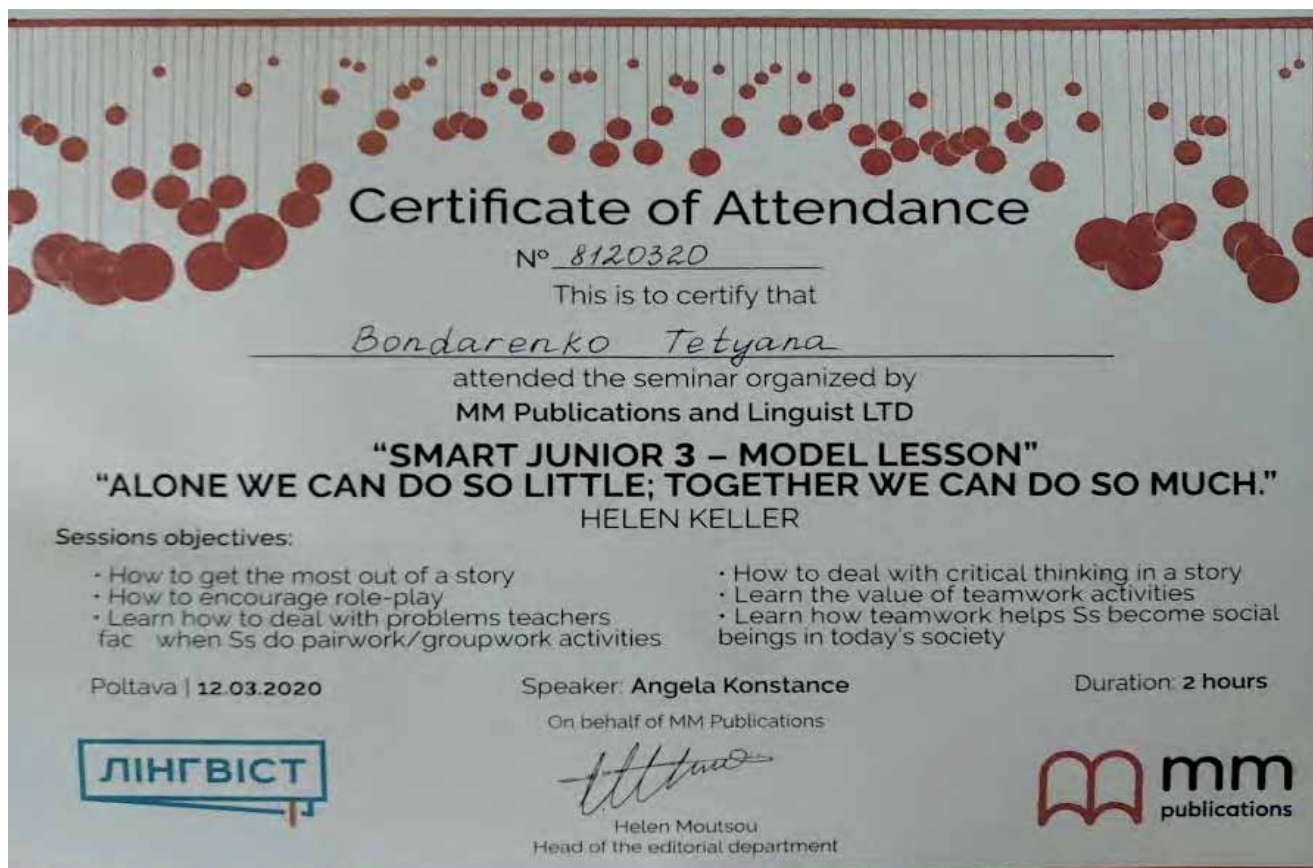 Certificate of Attendance
Nº 8120320
This is to certify that
Bondarenko Tetyana
attended the seminar organized by
MM Publications and Linguist LTD
“SMART JUNIOR 3 – MODEL LESSON”
“ALONE WE CAN DO SO LITTLE; TOGETHER WE CAN DO SO MUCH.”
HELEN KELLER
Sessions objectives:
• How to get the most out of a story
• How to encourage role-play
• Learn how to deal with problems teachers
fac when Ss do pairwork/groupwork activities
• How to deal with critical thinking in a story
• Learn the value of teamwork activities
• Learn how teamwork helps Ss become social
beings in today's society
Poltava | 12.03.2020
Speaker: Angela Konstance
Duration: 2 hours
On behalf of MM Publications
Helen Moutsou
Head of the editorial department
ЛІНГВІСТ
mm
publications